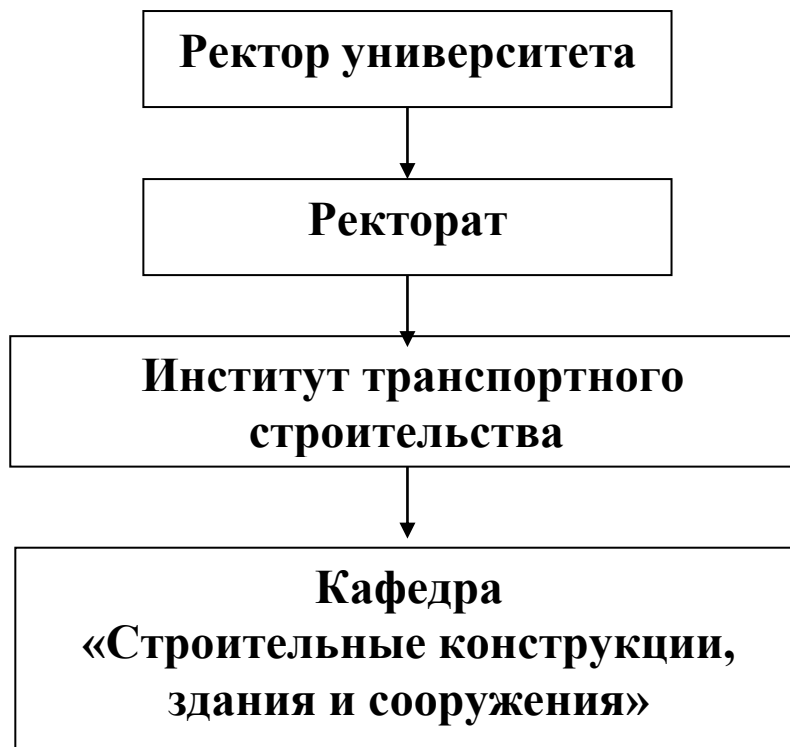 Ректор университета
Ректорат
Институт транспортного
строительства
Кафедра
«Строительные конструкции,
здания и сооружения»